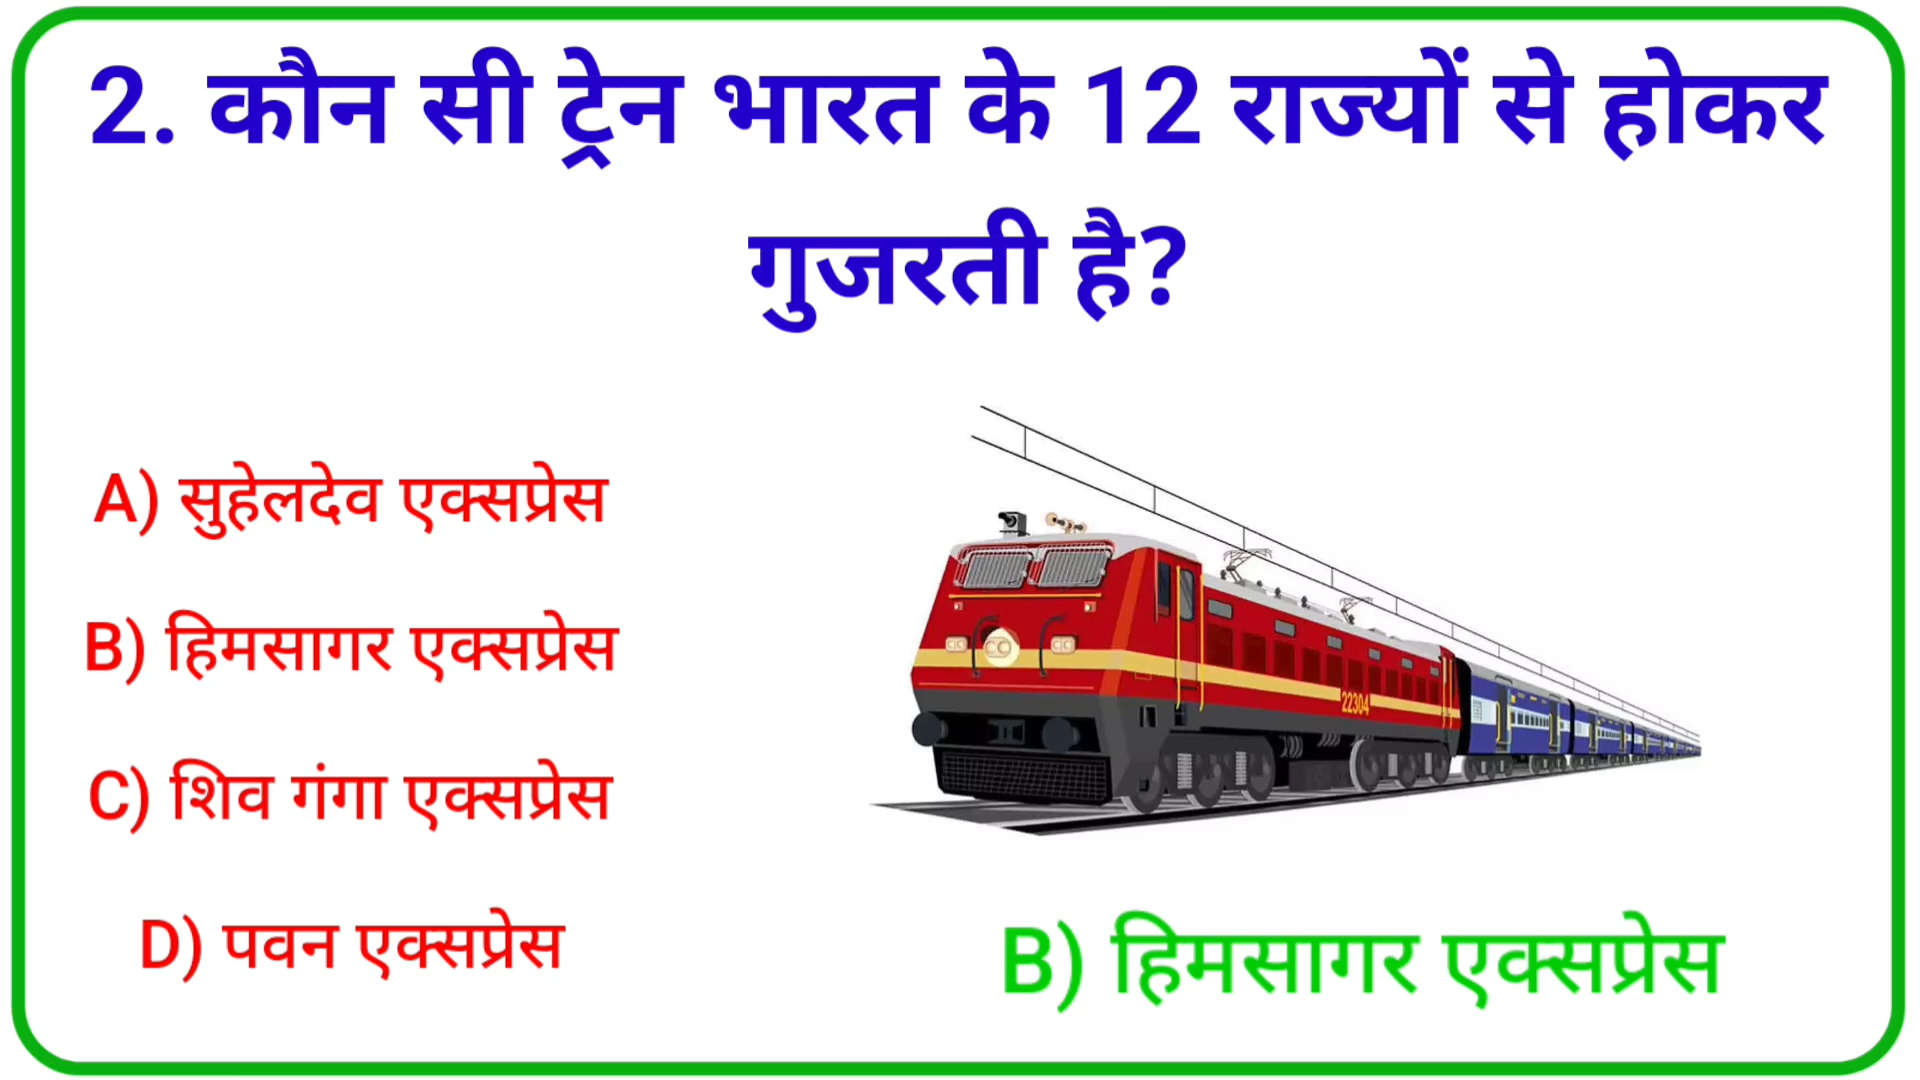 2. कौन सी ट्रेन भारत के 12 राज्यों से होकर
गुजरती है?
A) सुहेलदेव एक्सप्रेस
B) हिमसागर एक्सप्रेस
C) शिव गंगा एक्सप्रेस
D) पवन एक्सप्रेस
22304
B) हिमसागर एक्सप्रेस